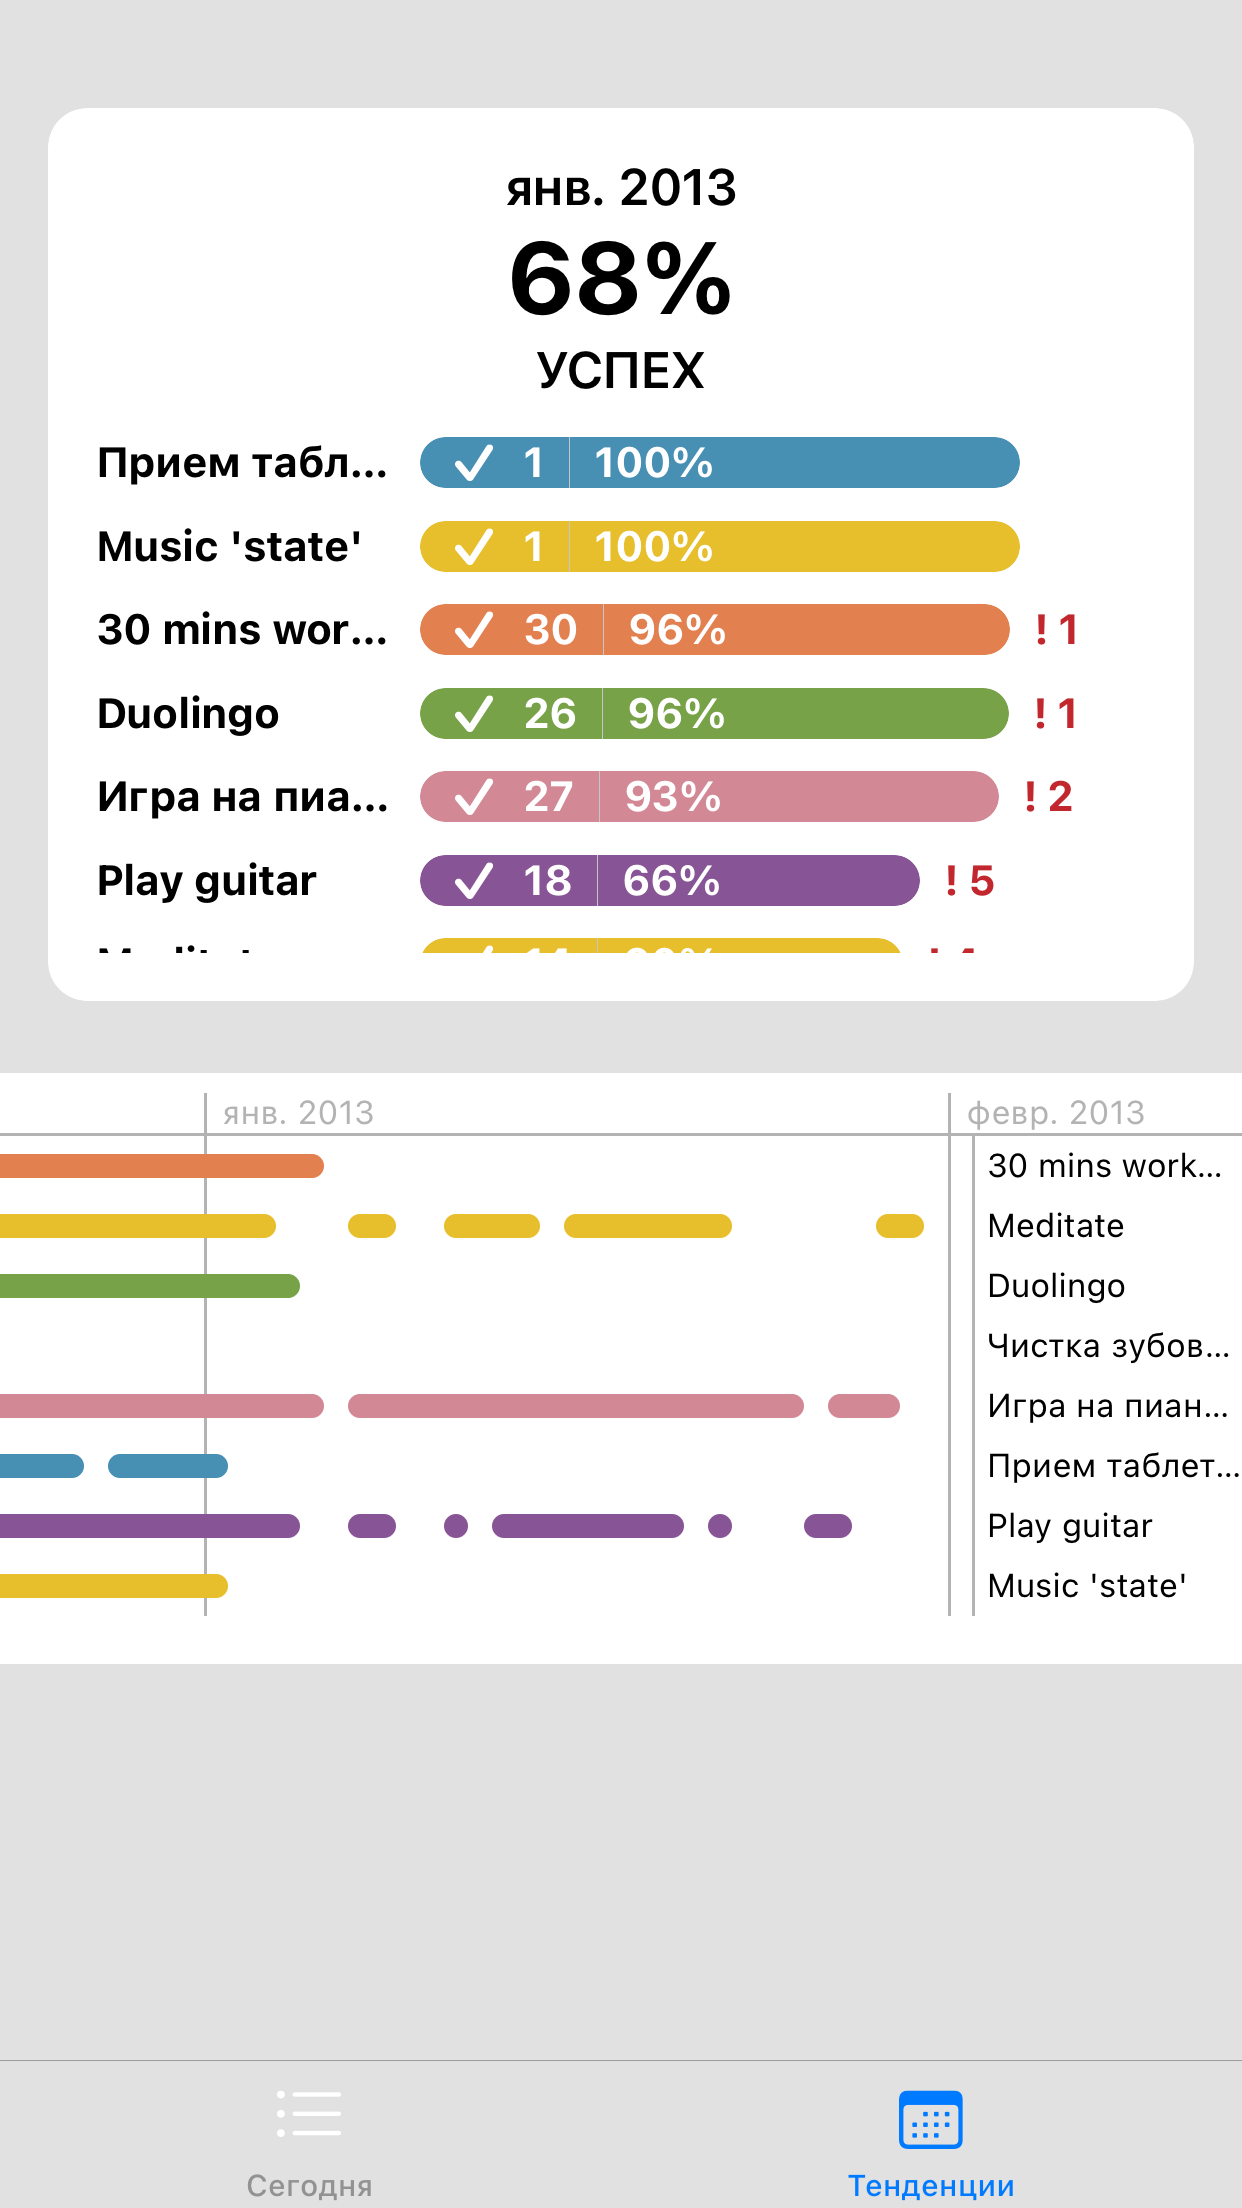 янв. 2013
68%
УСПЕХ
Прием табл... 1 100%
Music 'state' 1 100%
30 mins wor... 30 96% ! 1
Duolingo 26 96% ! 1
Игра на пиа... 27 93% ! 2
Play guitar 18 66% ! 5
янв. 2013 февр. 2013
30 mins work...
Meditate
Duolingo
Чистка зубов...
Игра на пиан...
Прием таблет...
Play guitar
Music 'state'
Сегодня Тенденции